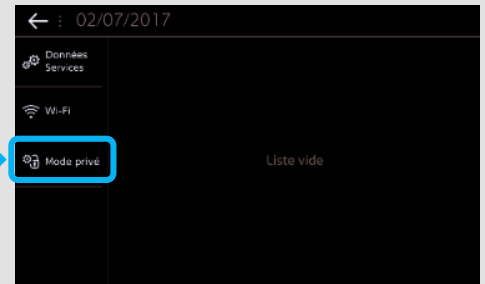 02/07/2017
Données
Services
Wi-Fi
Mode privé
Liste vide